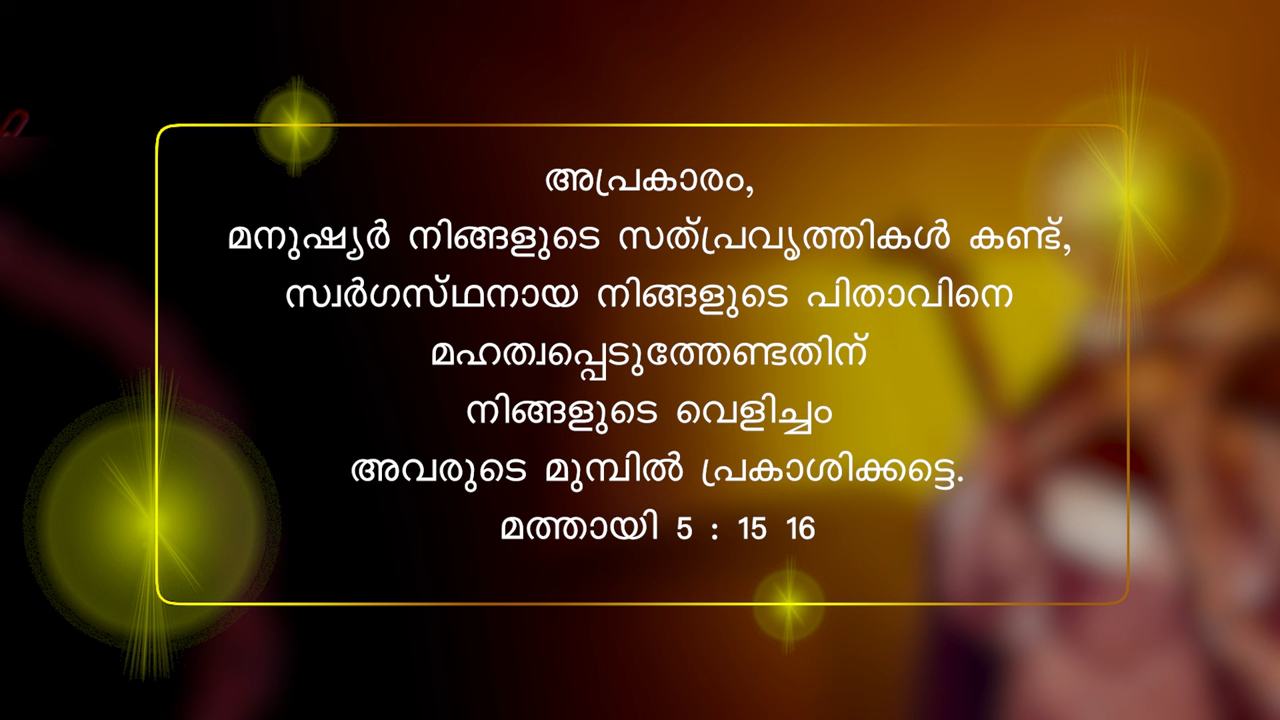 അപ്രകാരം,
മനുഷ്യർ നിങ്ങളുടെ സത്പ്രവൃത്തികൾ കണ്ട്,
സ്വർഗസ്ഥനായ നിങ്ങളുടെ പിതാവിനെ
മഹത്വപ്പെടുത്തേണ്ടതിന്
നിങ്ങളുടെ വെളിച്ചം
അവരുടെ മുമ്പിൽ പ്രകാശിക്കട്ടെ.
മത്തായി 5 : 15 16